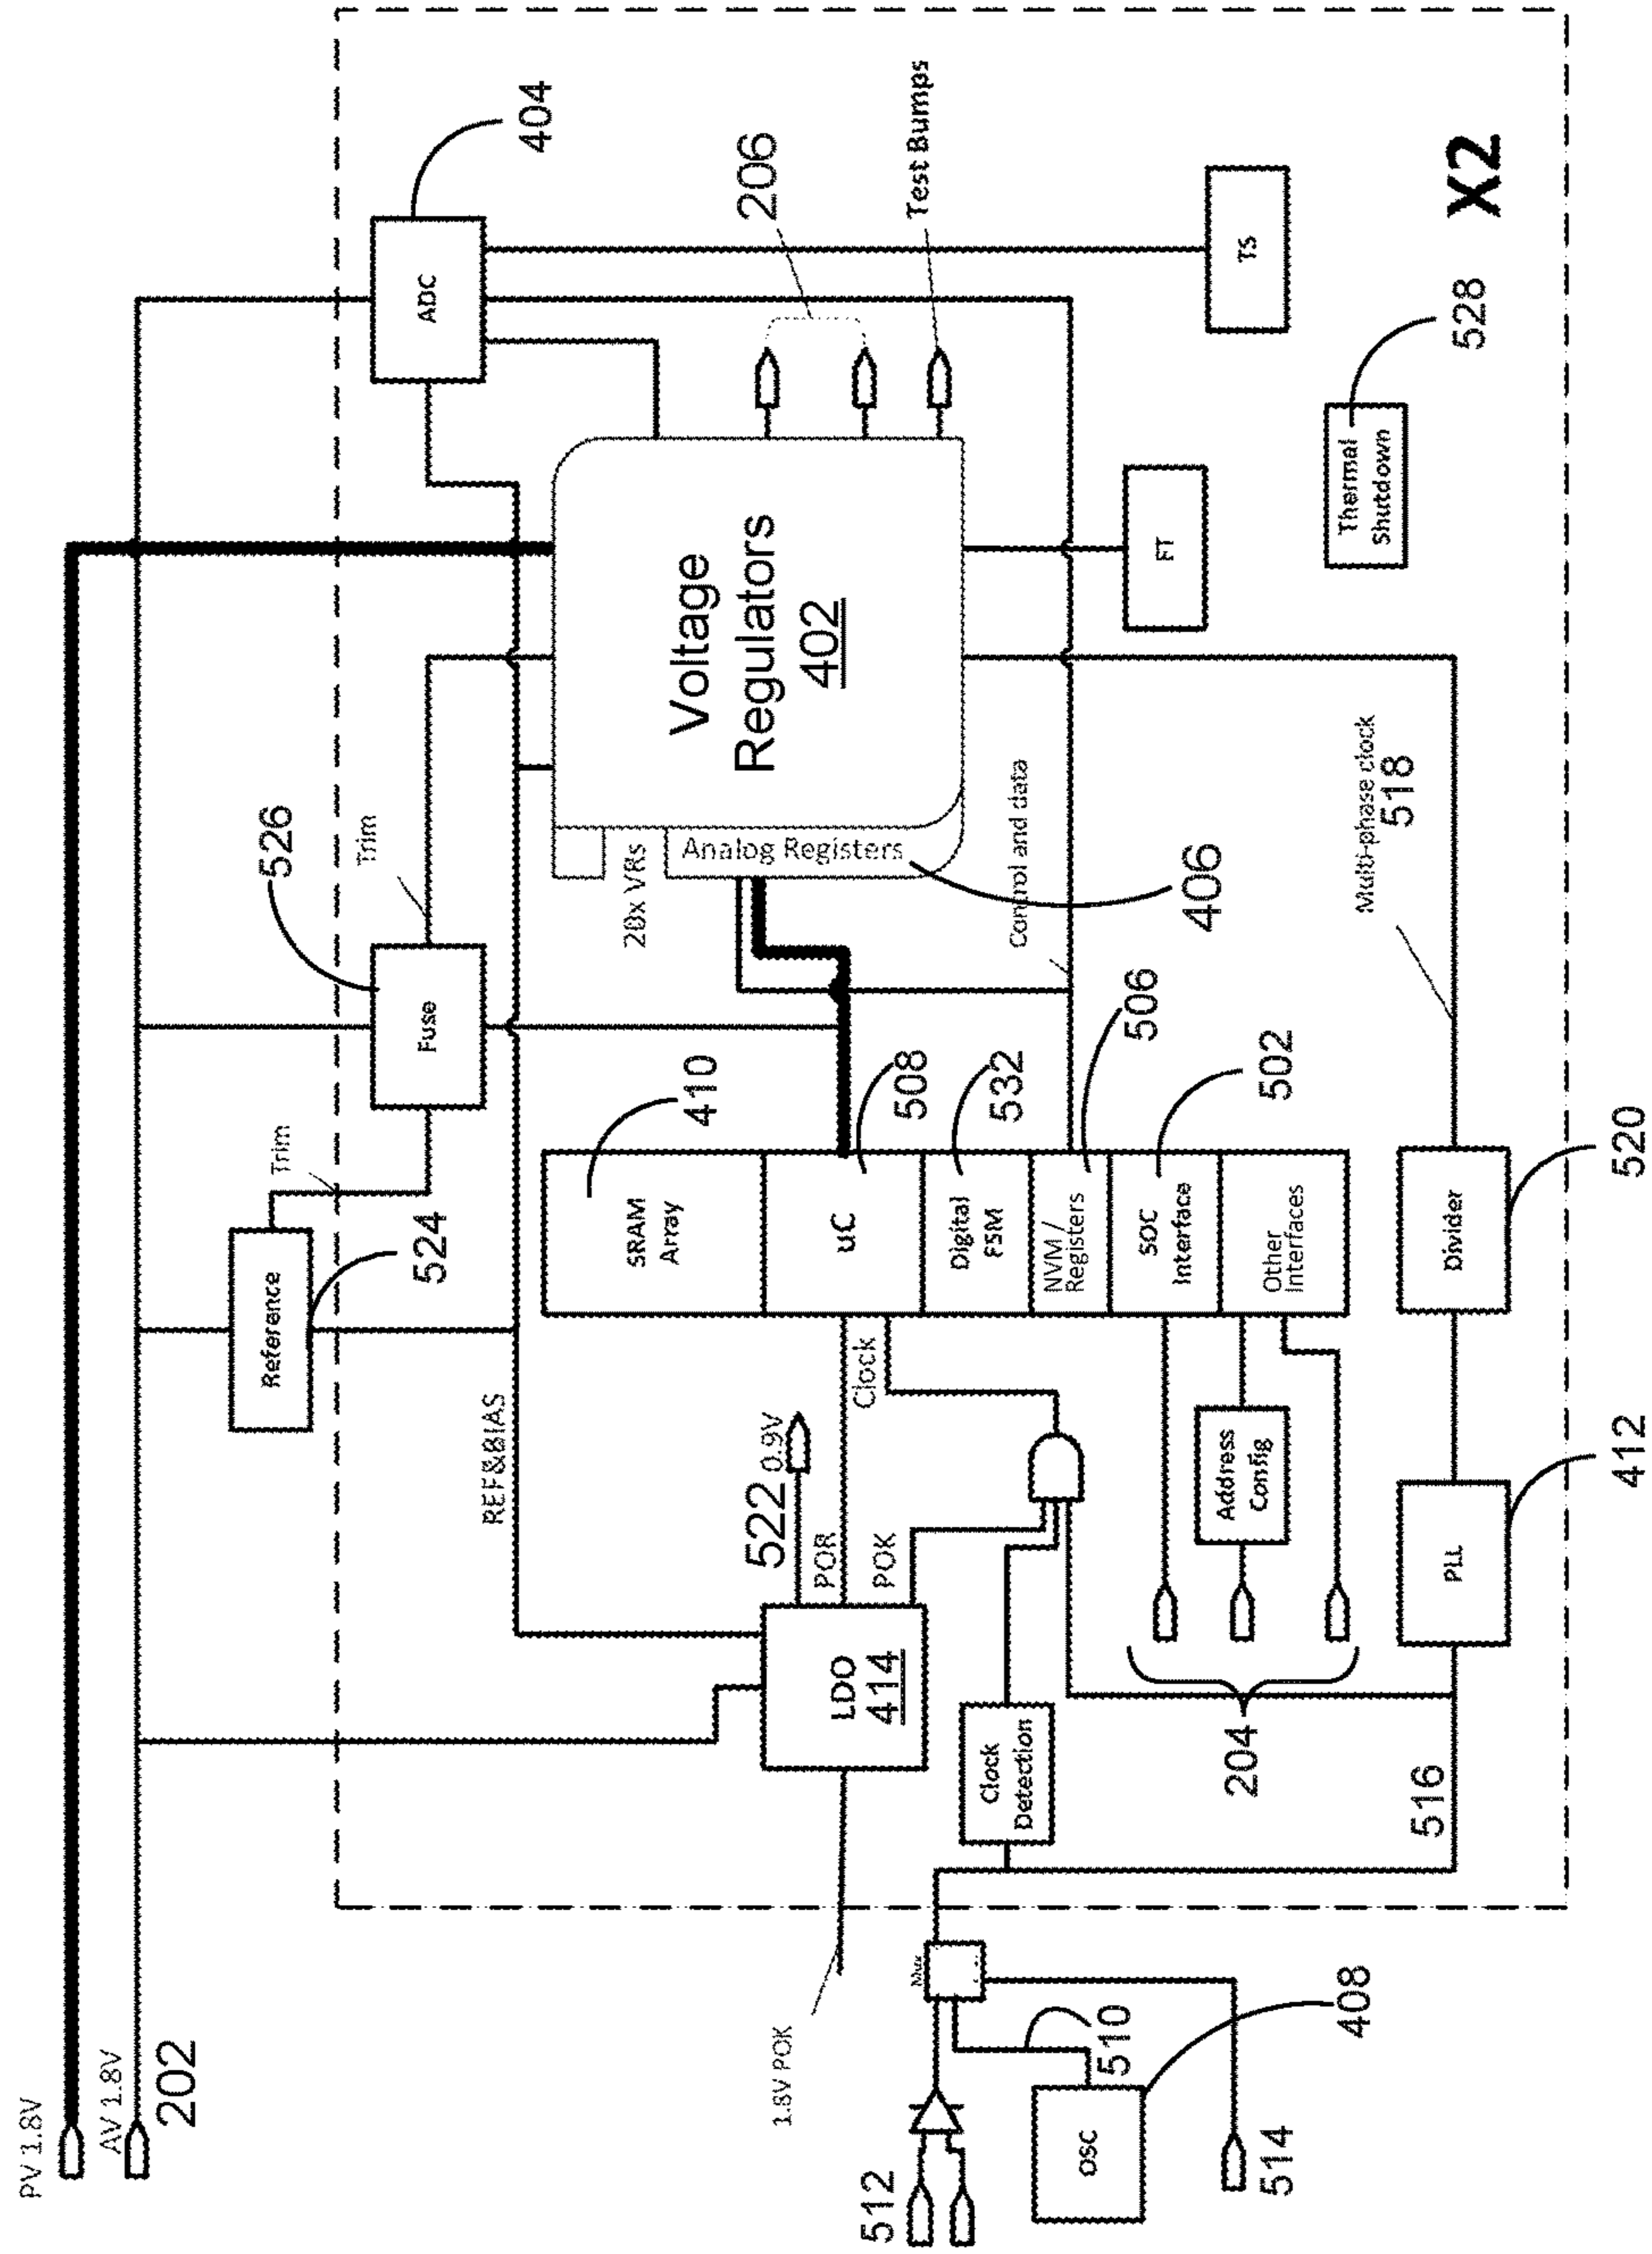 PV 1.8V
AV 1.8V
202
Reference
524
Trim
526
Fuse
Trim
ADC
404
REF&BIAS
1.8V POK
LDO
414
522
0.9V
POR
POK
Clock
SRAM
Array
410
uC
508
Digital
FSM
532
NVM/
Registers
506
SOC
Interface
502
Other
Interfaces
Voltage
Regulators
402
28x VRs
Analog Registers
406
Control and data
206
Test Bumps
Clock
Detection
Address
Config
204
512
Mux
510
OSC
408
514
516
PLL
412
Divider
520
Multi-phase clock
518
FT
TS
Thermal
Shutdown
528
X2